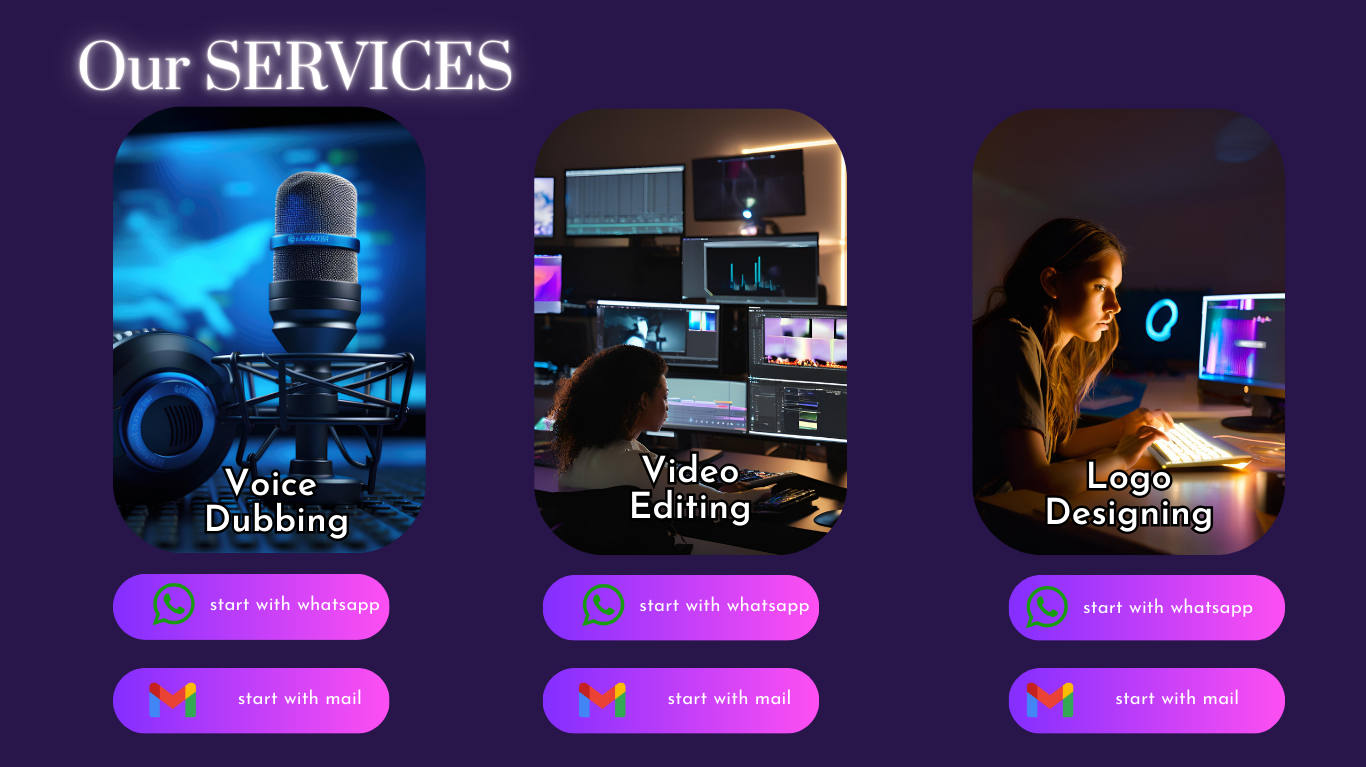 Our SERVICES
Voice
Dubbing
Video
Editing
Logo
Designing
start with whatsapp
start with whatsapp
start with whatsapp
start with mail
start with mail
start with mail